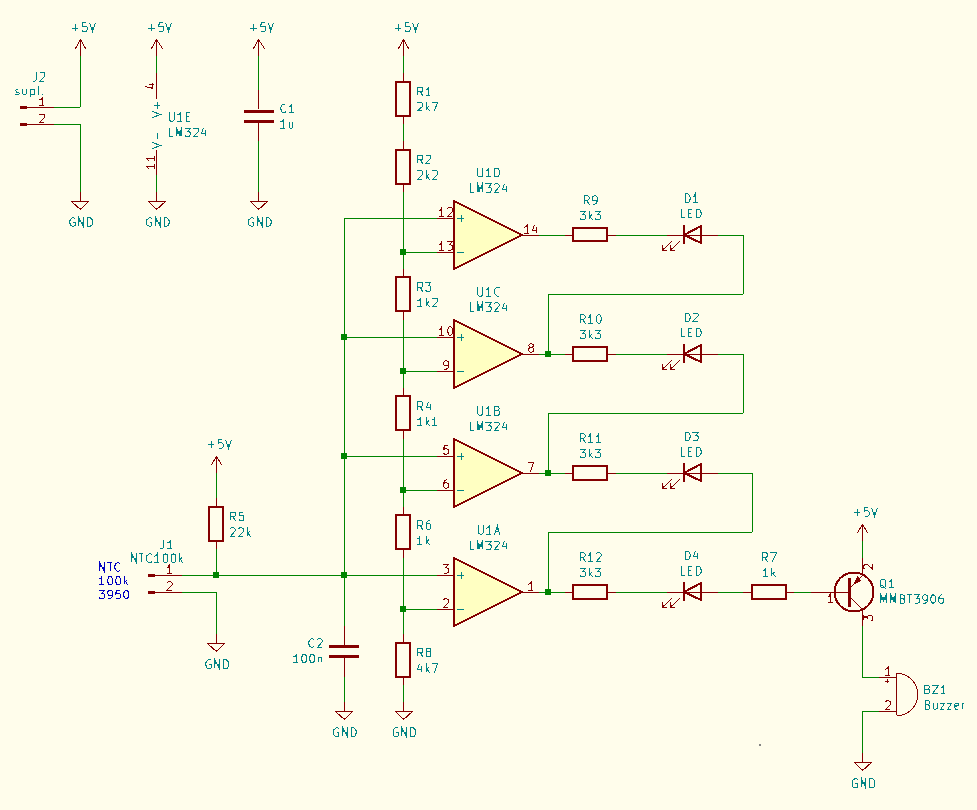 +5V
+5V
+5V
+5V
J2
supl.
1
2
4
V+
V-
11
U1E
LM324
C1
1u
GND
GND
GND
R1
2k7
R2
2k2
U1D
LM324
12
+
13
-
14
R9
3k3
D1
LED
R3
1k2
U1C
LM324
10
+
9
-
8
R10
3k3
D2
LED
R4
1k1
U1B
LM324
5
+
6
-
7
R11
3k3
D3
LED
+5V
R5
22k
J1
NTC100k
NTC
100k
3950
1
2
GND
R6
1k
U1A
LM324
3
+
2
-
1
R12
3k3
D4
LED
R7
1k
+5V
Q1
MMBT3906
1
2
3
C2
100n
R8
4k7
GND
GND
1
+
2
BZ1
Buzzer
GND